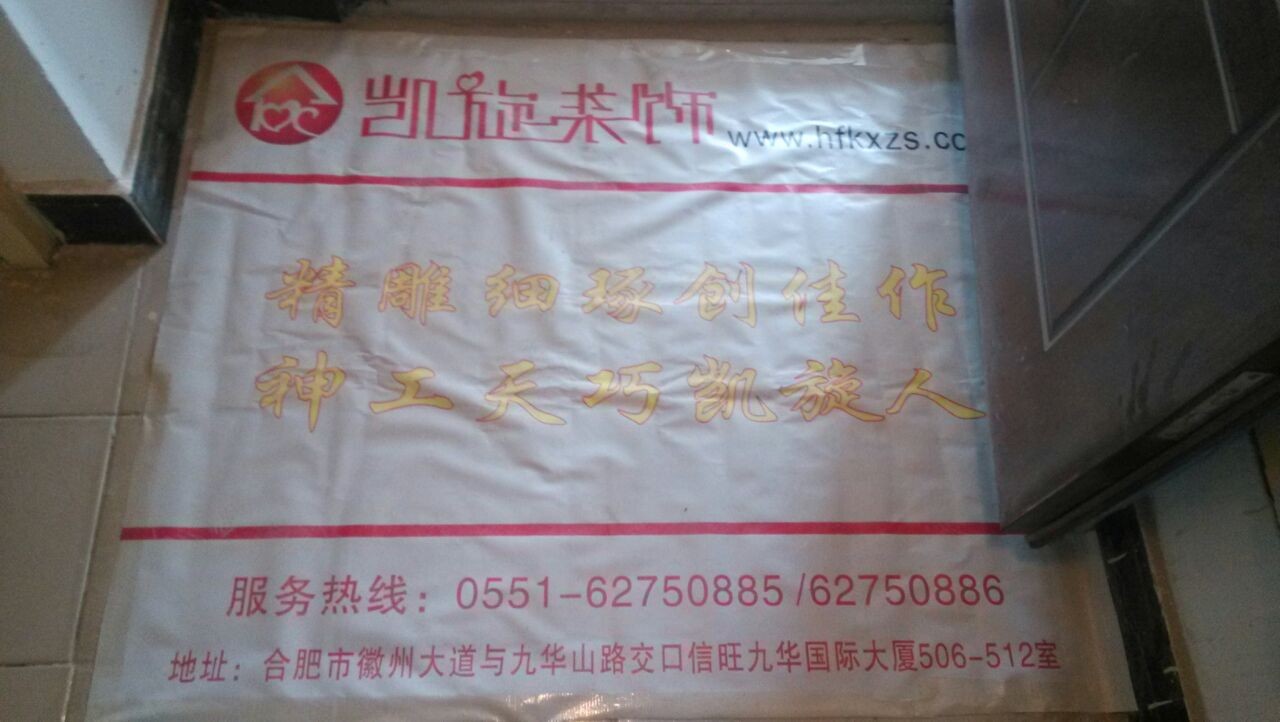 凯旋装饰 www.hfkxzs.cc
精雕细琢创佳作
神工天巧凯旋人
服务热线：0551-62750885/62750886
地址：合肥市徽州大道与九华山路交口信旺九华国际大厦506-512室